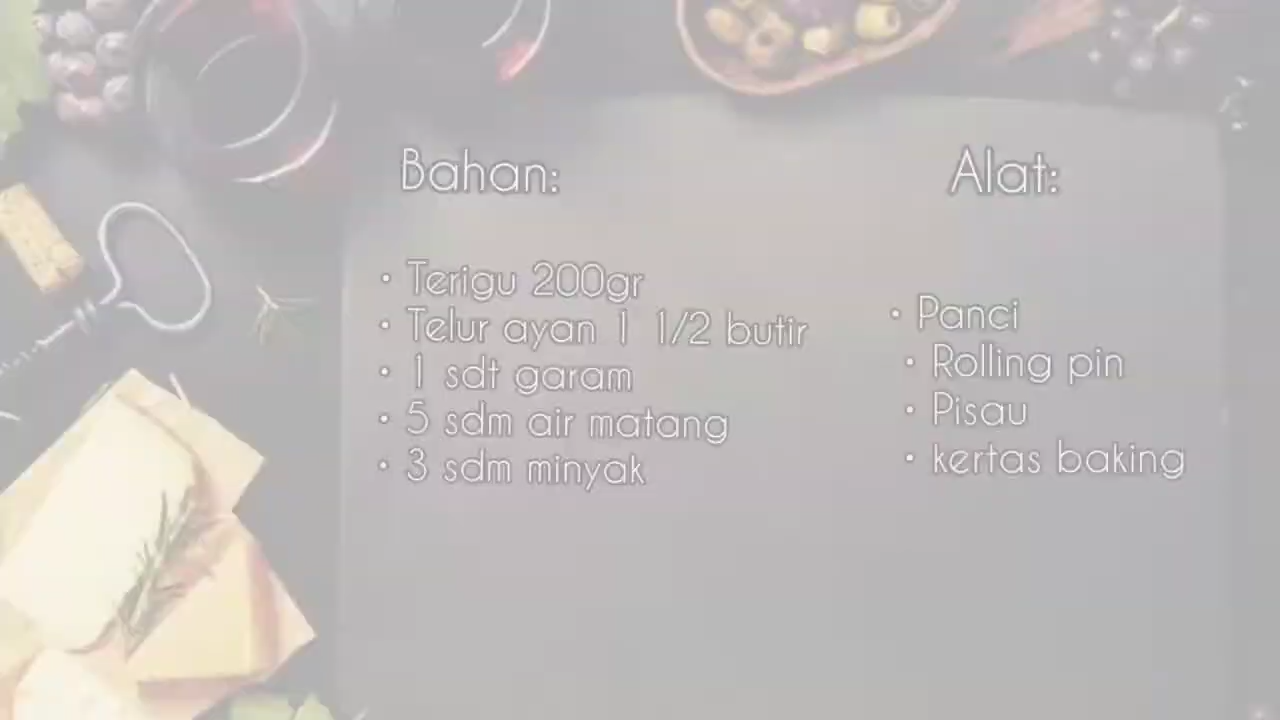 Bahan:
• Terigu 200gr
• Telur ayan 1 1/2 butir
• 1 sdt garam
• 5 sdm air matang
• 3 sdm minyak
Alat:
• Panci
• Rolling pin
• Pisau
• kertas baking